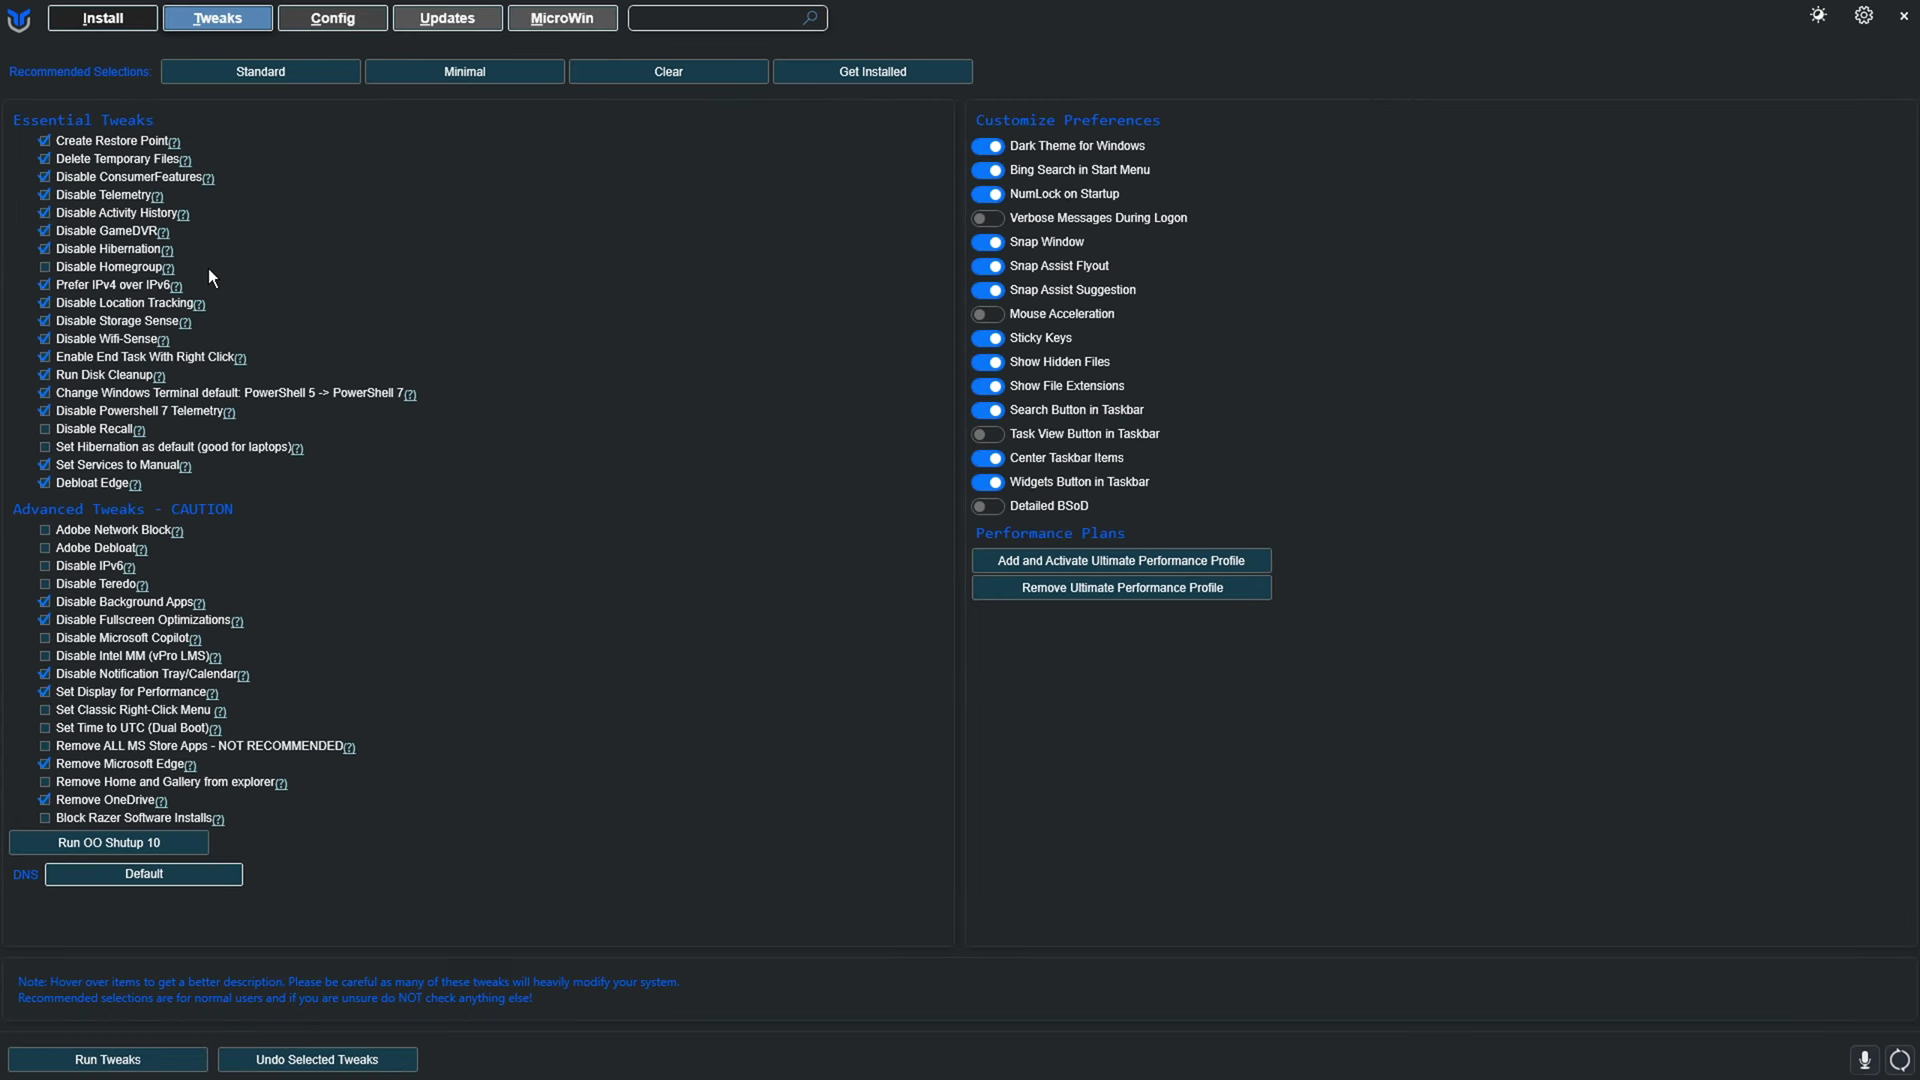 Install
Tweaks
Config
Updates
MicroWin
Recommended Selections:
Standard
Minimal
Clear
Get Installed
Essential Tweaks
Create Restore Point(?)
Delete Temporary Files(?)
Disable ConsumerFeatures(?)
Disable Telemetry(?)
Disable Activity History(?)
Disable GameDVR(?)
Disable Hibernation(?)
Disable Homegroup(?)
Prefer IPv4 over IPv6(?)
Disable Location Tracking(?)
Disable Storage Sense(?)
Disable Wifi-Sense(?)
Enable End Task With Right Click(?)
Run Disk Cleanup(?)
Change Windows Terminal default: PowerShell 5 -> PowerShell 7(?)
Disable Powershell 7 Telemetry(?)
Disable Recall(?)
Set Hibernation as default (good for laptops)(?)
Set Services to Manual(?)
Debloat Edge(?)
Advanced Tweaks - CAUTION
Adobe Network Block(?)
Adobe Debloat(?)
Disable IPv6(?)
Disable Teredo(?)
Disable Background Apps(?)
Disable Fullscreen Optimizations(?)
Disable Microsoft Copilot(?)
Disable Intel MM (vPro LMS)(?)
Disable Notification Tray/Calendar(?)
Set Display for Performance(?)
Set Classic Right-Click Menu (?)
Set Time to UTC (Dual Boot)(?)
Remove ALL MS Store Apps - NOT RECOMMENDED(?)
Remove Microsoft Edge(?)
Remove Home and Gallery from explorer(?)
Remove OneDrive(?)
Block Razer Software Installs(?)
Run OO Shutup 10
DNS
Default
Customize Preferences
Dark Theme for Windows
Bing Search in Start Menu
NumLock on Startup
Verbose Messages During Logon
Snap Window
Snap Assist Flyout
Snap Assist Suggestion
Mouse Acceleration
Sticky Keys
Show Hidden Files
Show File Extensions
Search Button in Taskbar
Task View Button in Taskbar
Center Taskbar Items
Widgets Button in Taskbar
Detailed BSoD
Performance Plans
Add and Activate Ultimate Performance Profile
Remove Ultimate Performance Profile
Note: Hover over items to get a better description. Please be careful as many of these tweaks will heavily modify your system.
Recommended selections are for normal users and if you are unsure do NOT check anything else!
Run Tweaks
Undo Selected Tweaks